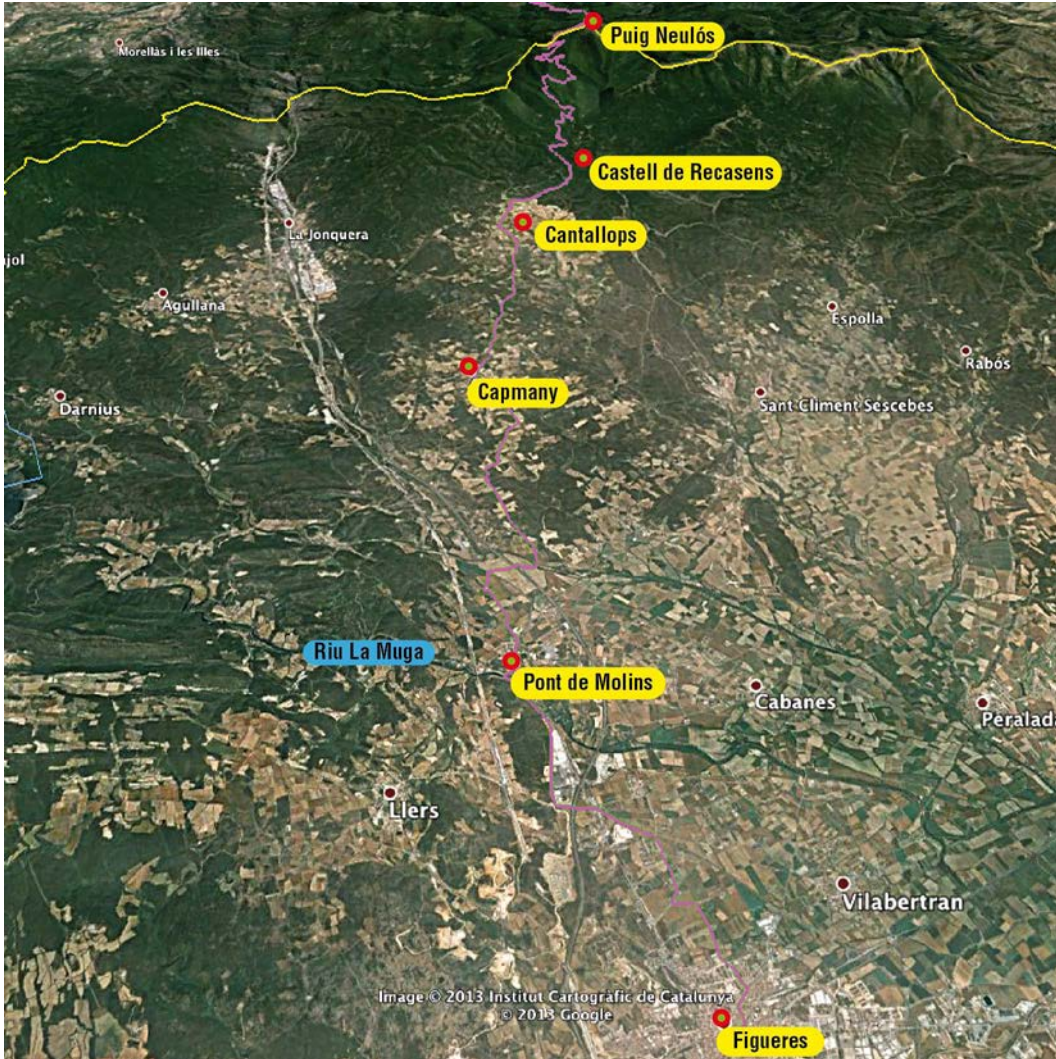 Puig Neulós
Morellàs i les Illes
Castell de Recasens
La Jonquera
Cantallops
ajol
Agullana
Espolla
Rabós
Capmany
Darnius
Sant Climent Sescebes
Riu La Muga
Pont de Molins
Cabanes
Peralada
Llers
Vilabertran
Image © 2013 Institut Cartogràfic de Catalunya
© 2013 Google
Figueres